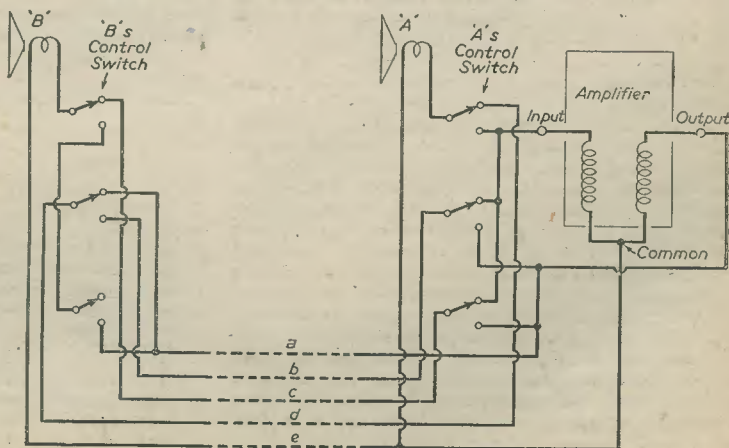 'B'
'B's
Control
Switch
'A'
'A's
Control
Switch
Amplifier
Input
Output
Common
a
b
c
d
e